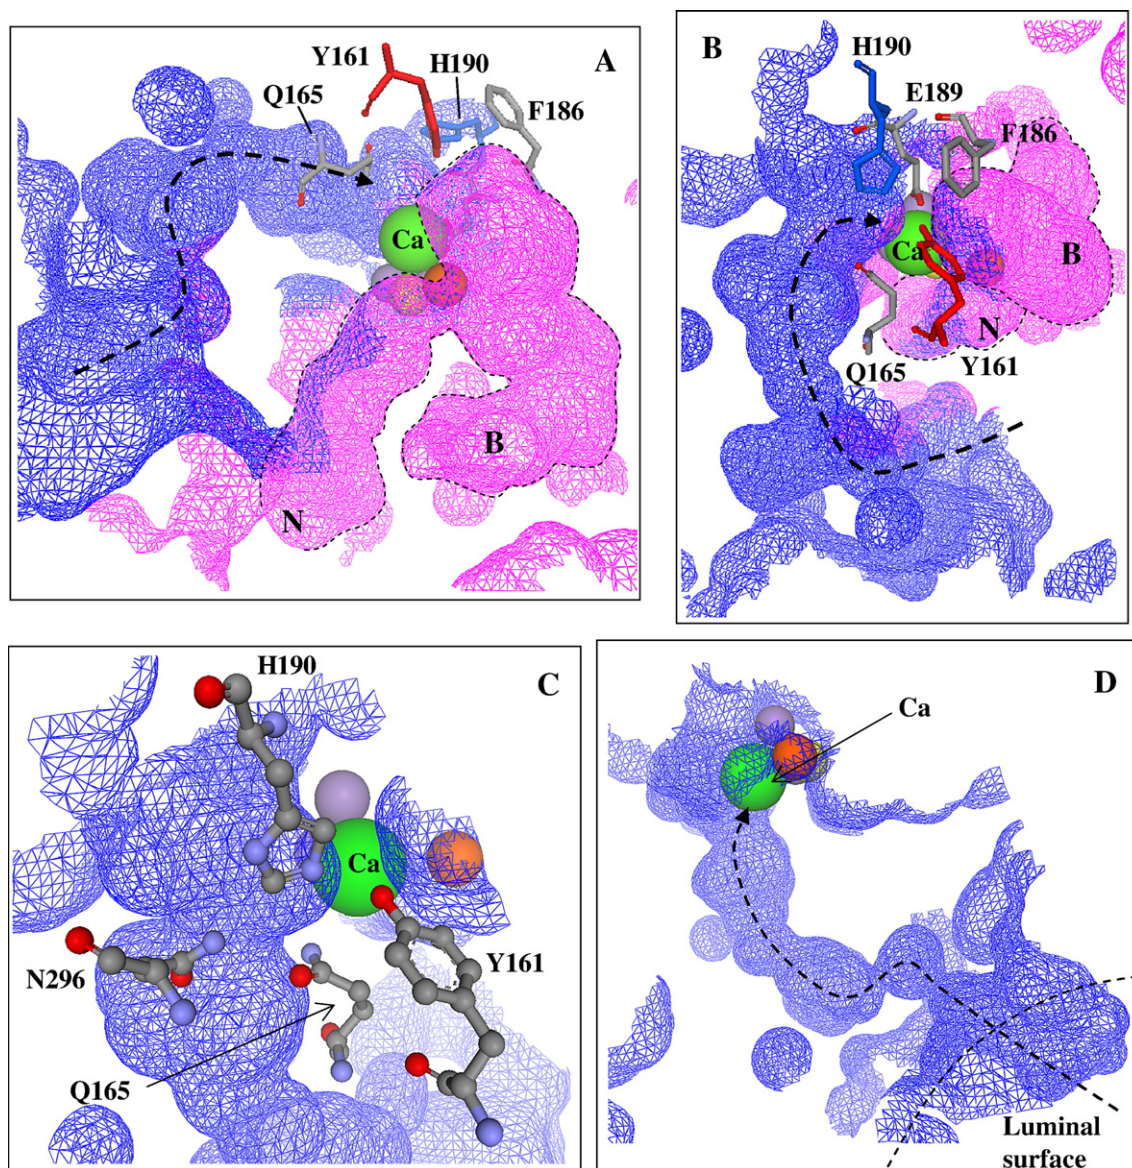 A
Y161
H190
Q165
F186
Ca
B
N
B
H190
E189
F186
Ca
B
N
Q165
Y161
C
H190
Ca
N296
Y161
Q165
D
Ca
Luminal
surface